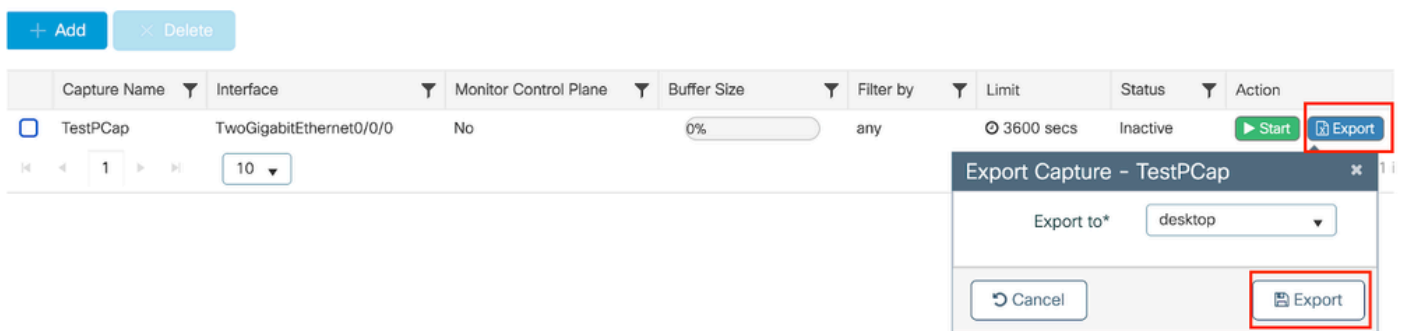 + Add
× Delete
Capture Name
Interface
Monitor Control Plane
Buffer Size
Filter by
Limit
Status
Action
TestPCap
TwoGigabitEthernet0/0/0
No
0%
any
3600 secs
Inactive
Start
Export
1
10
1 i
Export Capture - TestPCap
Export to*
desktop
Cancel
Export